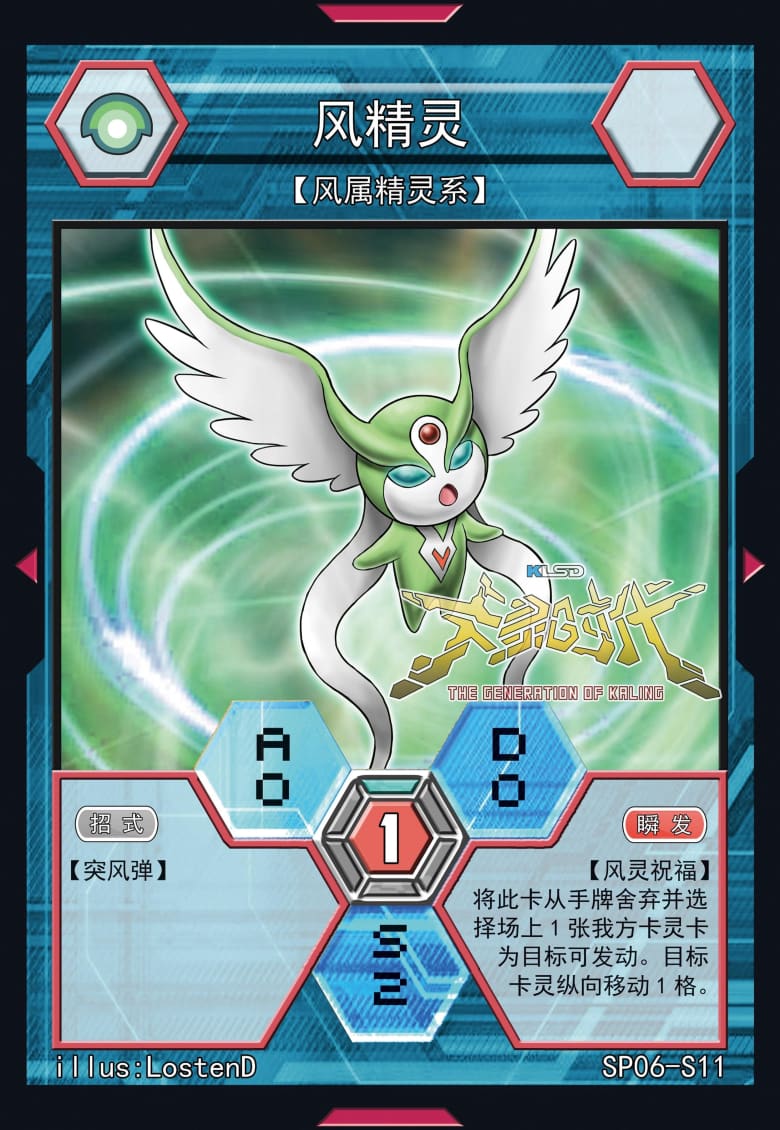 风精灵
【风属精灵系】
KLSD
卡灵时代
THE GENERATION OF KALING
A
0
D
0
1
S
2
招式
【突风弹】
瞬发
【风灵祝福】
将此卡从手牌舍弃并选
择场上1张我方卡灵卡
为目标可发动。目标
卡灵纵向移动1格。
illus:LostenD
SP06-S11